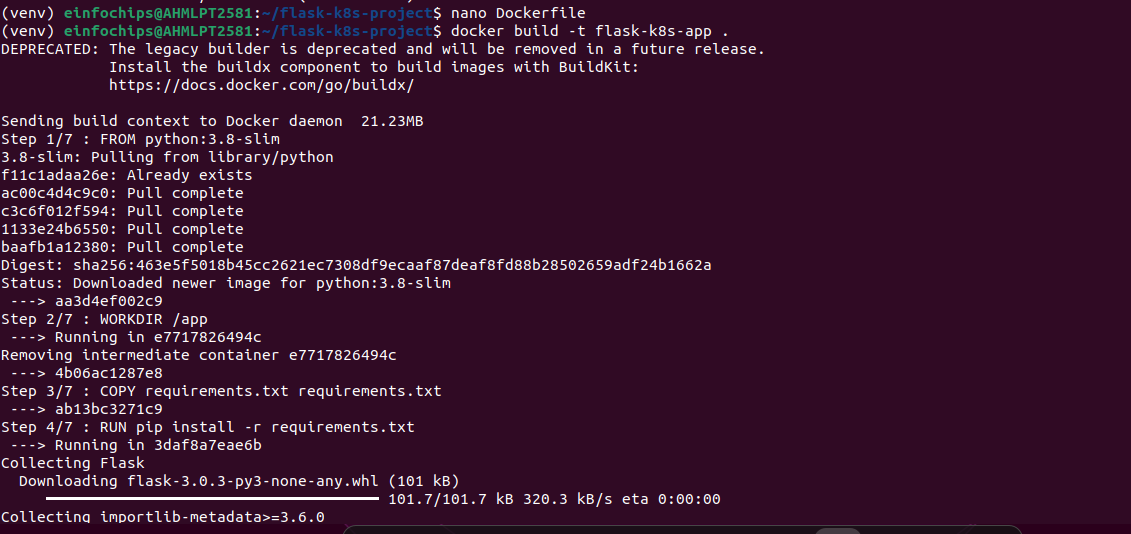 (venv) einfochips@AHMLPT2581:~/flask-k8s-project$ nano Dockerfile
(venv) einfochips@AHMLPT2581:~/flask-k8s-project$ docker build -t flask-k8s-app .
DEPRECATED: The legacy builder is deprecated and will be removed in a future release.
            Install the buildx component to build images with BuildKit:
            https://docs.docker.com/go/buildx/

Sending build context to Docker daemon  21.23MB
Step 1/7 : FROM python:3.8-slim
3.8-slim: Pulling from library/python
f11c1adaa26e: Already exists
ac00c4d4c9c0: Pull complete
c3c6f012f594: Pull complete
1133e24b6550: Pull complete
baafb1a12380: Pull complete
Digest: sha256:463e5f5018b45cc2621ec7308df9ecaaf87deaf8fd88b28502659adf24b1662a
Status: Downloaded newer image for python:3.8-slim
 ---> aa3d4ef002c9
Step 2/7 : WORKDIR /app
 ---> Running in e7717826494c
Removing intermediate container e7717826494c
 ---> 4b06ac1287e8
Step 3/7 : COPY requirements.txt requirements.txt
 ---> ab13bc3271c9
Step 4/7 : RUN pip install -r requirements.txt
 ---> Running in 3daf8a7eae6b
Collecting Flask
  Downloading flask-3.0.3-py3-none-any.whl (101 kB)
     101.7/101.7 kB 320.3 kB/s eta 0:00:00
Collecting importlib-metadata>=3.6.0